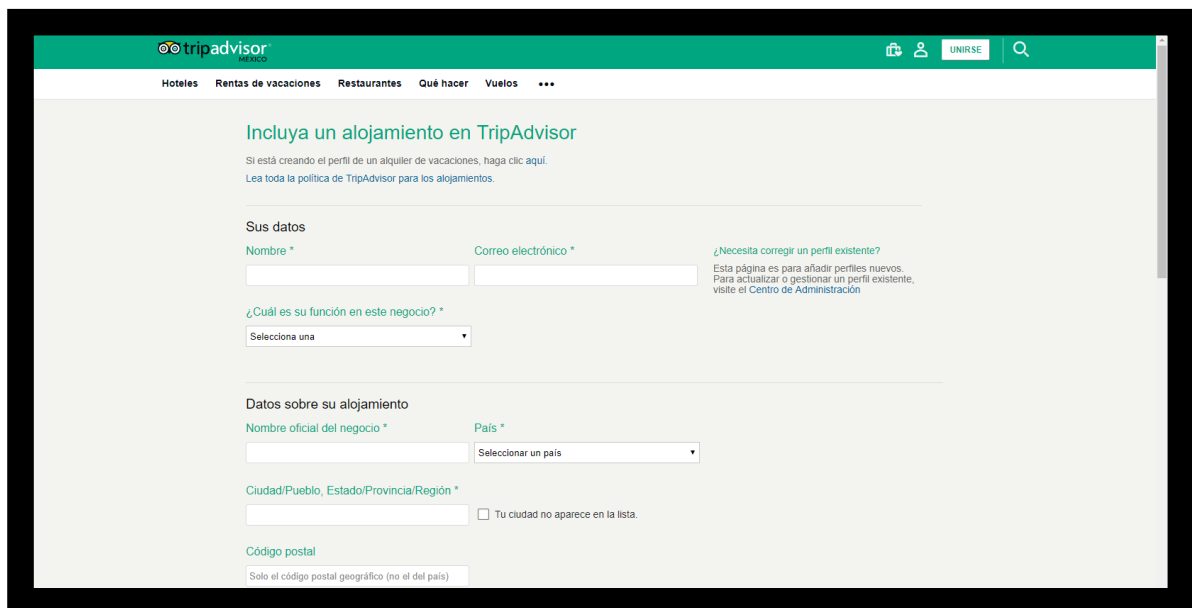 tripadvisor
MÉXICO
UNIRSE
Hoteles Rentas de vacaciones Restaurantes Qué hacer Vuelos •••
Incluya un alojamiento en TripAdvisor
Si está creando el perfil de un alquiler de vacaciones, haga clic aquí.
Lea toda la política de TripAdvisor para los alojamientos.
Sus datos
Nombre * Correo electrónico *
¿Necesita corregir un perfil existente?
Esta página es para añadir perfiles nuevos.
Para actualizar o gestionar un perfil existente,
visite el Centro de Administración
¿Cuál es su función en este negocio? *
Selecciona una
Datos sobre su alojamiento
Nombre oficial del negocio * País *
Seleccionar un país
Ciudad/Pueblo, Estado/Provincia/Región *
Tu ciudad no aparece en la lista.
Código postal
Solo el código postal geográfico (no el del país)